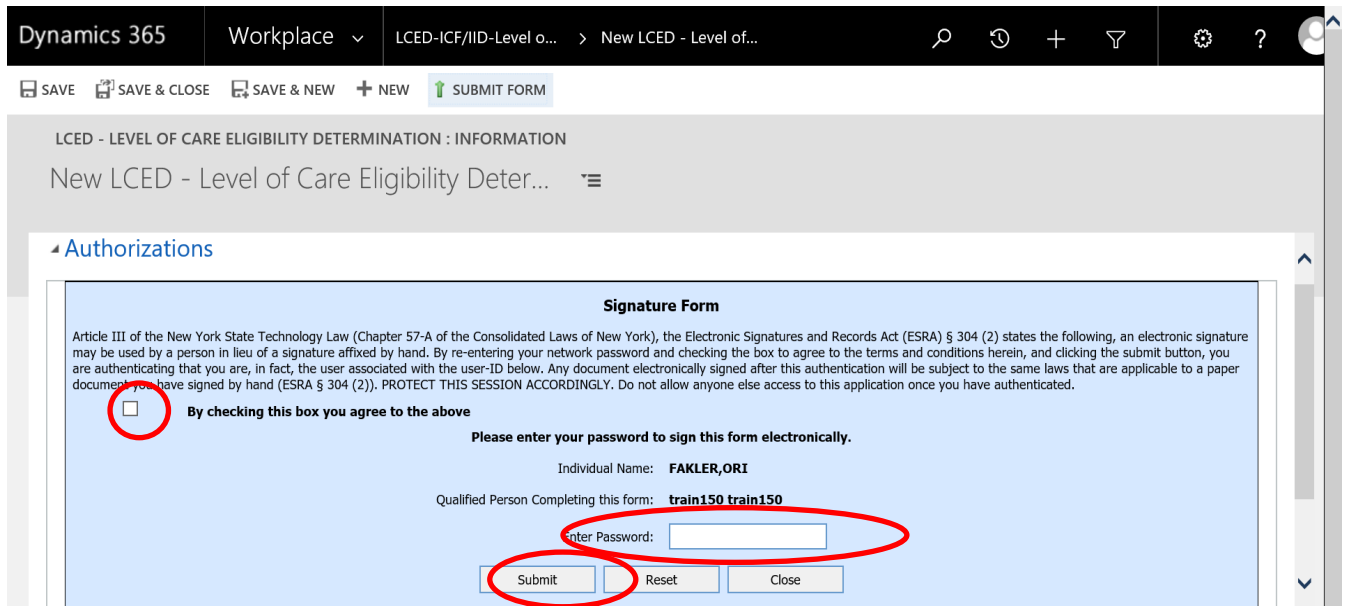 Dynamics 365 Workplace LCED-ICF/IID-Level o... > New LCED - Level of... ?
SAVE SAVE & CLOSE SAVE & NEW NEW SUBMIT FORM
LCED - LEVEL OF CARE ELIGIBILITY DETERMINATION : INFORMATION
New LCED - Level of Care Eligibility Deter...
Authorizations
Signature Form
Article III of the New York State Technology Law (Chapter 57-A of the Consolidated Laws of New York), the Electronic Signatures and Records Act (ESRA) § 304 (2) states the following, an electronic signature
may be used by a person in lieu of a signature affixed by hand. By re-entering your network password and checking the box to agree to the terms and conditions herein, and clicking the submit button, you
are authenticating that you are, in fact, the user associated with the user-ID below. Any document electronically signed after this authentication will be subject to the same laws that are applicable to a paper
document you have signed by hand (ESRA § 304 (2)). PROTECT THIS SESSION ACCORDINGLY. Do not allow anyone else access to this application once you have authenticated.
By checking this box you agree to the above
Please enter your password to sign this form electronically.
Individual Name: FAKLER,ORI
Qualified Person Completing this form: train150 train150
Enter Password:
Submit Reset Close